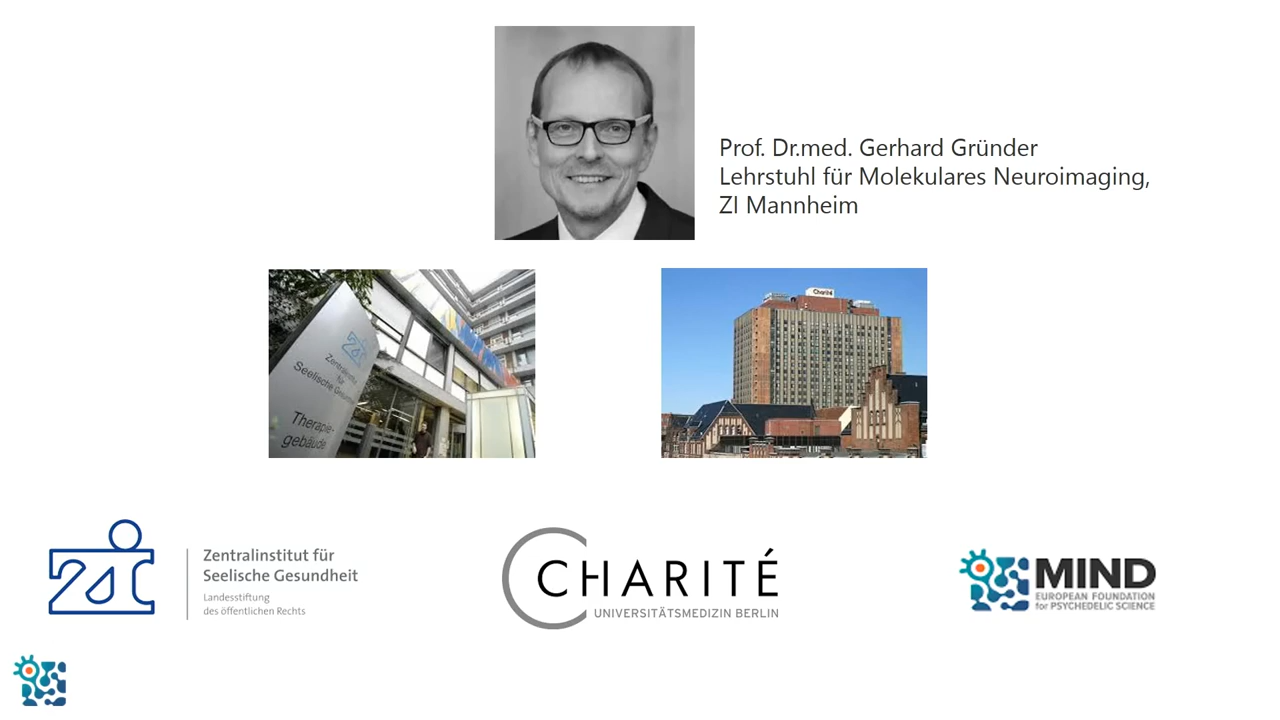 Prof. Dr.med. Gerhard Gründer
Lehrstuhl für Molekulares Neuroimaging,
ZI Mannheim
Zentralinstitut
für
Seelische Gesundheit
Therapie-
gebäude
Charité
Zentralinstitut für
Seelische Gesundheit
Landesstiftung
des öffentlichen Rechts
CHARITÉ
UNIVERSITÄTSMEDIZIN BERLIN
MIND
EUROPEAN FOUNDATION
for PSYCHEDELIC SCIENCE